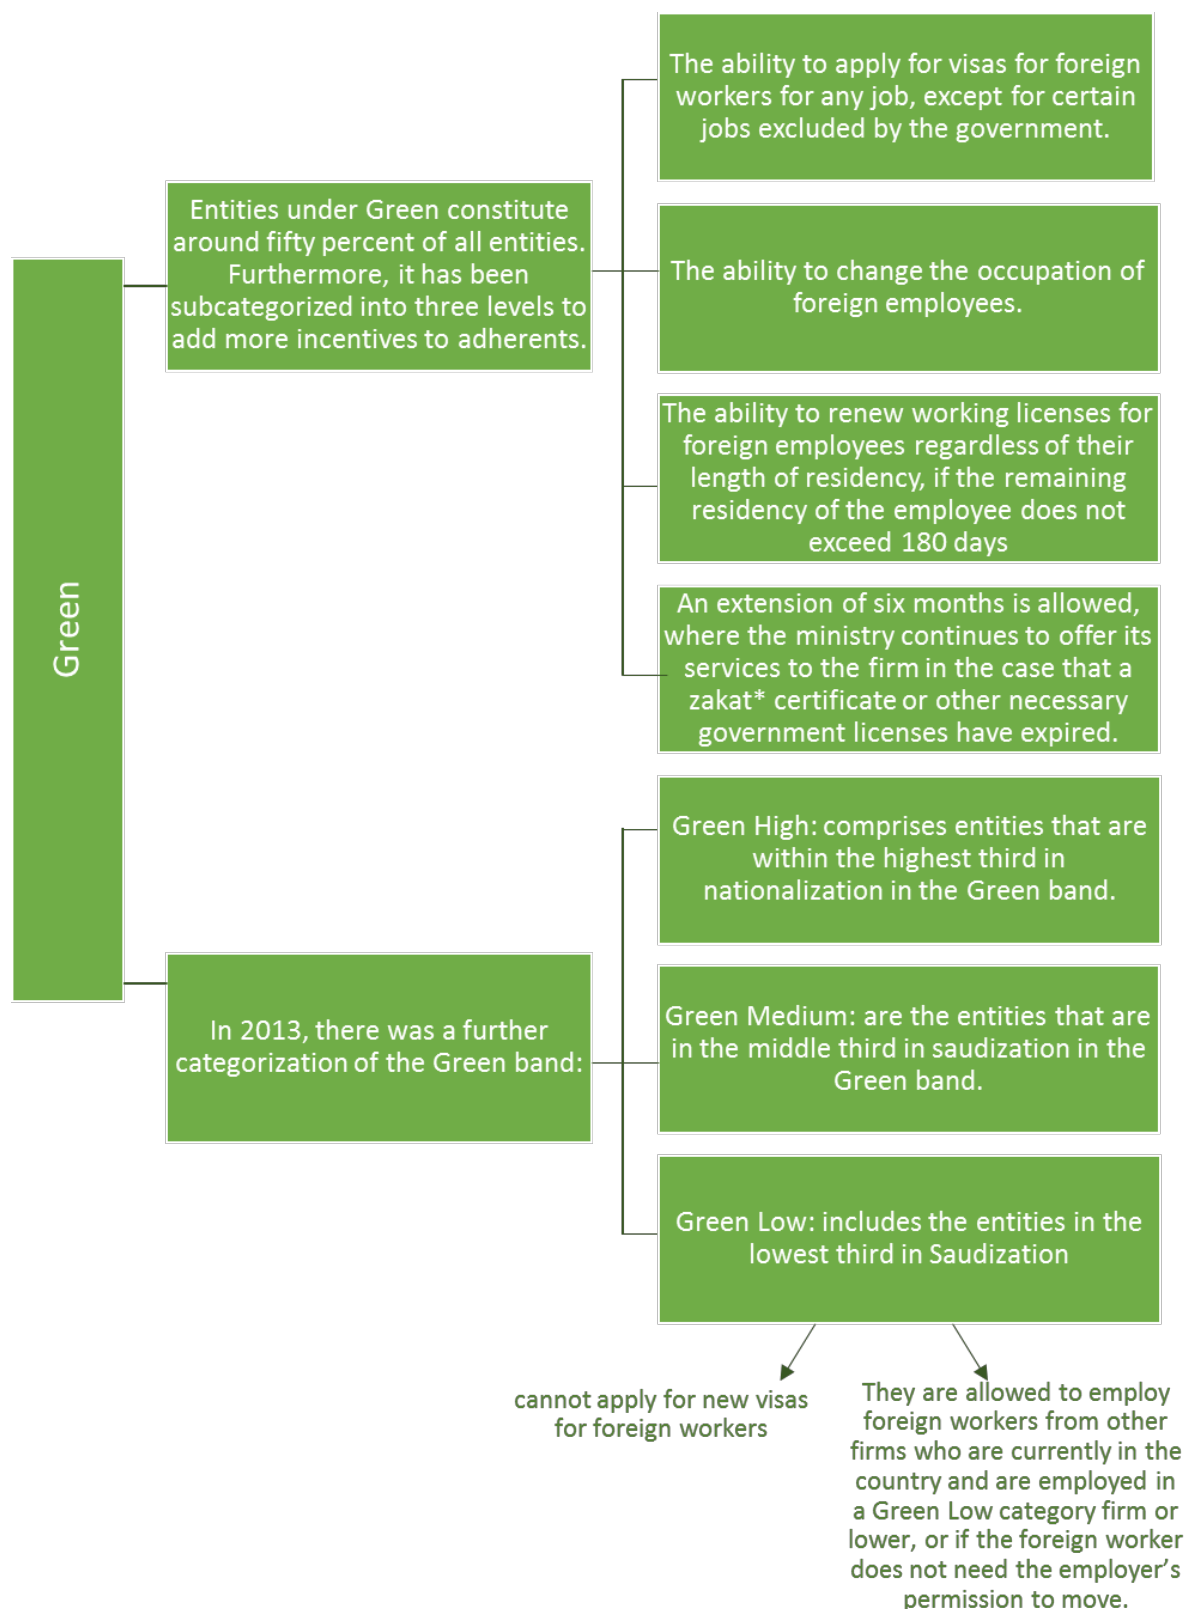 Green
Entities under Green constitute
around fifty percent of all entities.
Furthermore, it has been
subcategorized into three levels to
add more incentives to adherents.
The ability to apply for visas for foreign
workers for any job, except for certain
jobs excluded by the government.
The ability to change the occupation of
foreign employees.
The ability to renew working licenses for
foreign employees regardless of their
length of residency, if the remaining
residency of the employee does not
exceed 180 days
An extension of six months is allowed,
where the ministry continues to offer its
services to the firm in the case that a
zakat* certificate or other necessary
government licenses have expired.
In 2013, there was a further
categorization of the Green band:
Green High: comprises entities that are
within the highest third in
nationalization in the Green band.
Green Medium: are the entities that are
in the middle third in saudization in the
Green band.
Green Low: includes the entities in the
lowest third in Saudization
cannot apply for new visas
for foreign workers
They are allowed to employ
foreign workers from other
firms who are currently in the
country and are employed in
a Green Low category firm or
lower, or if the foreign worker
does not need the employer’s
permission to move.